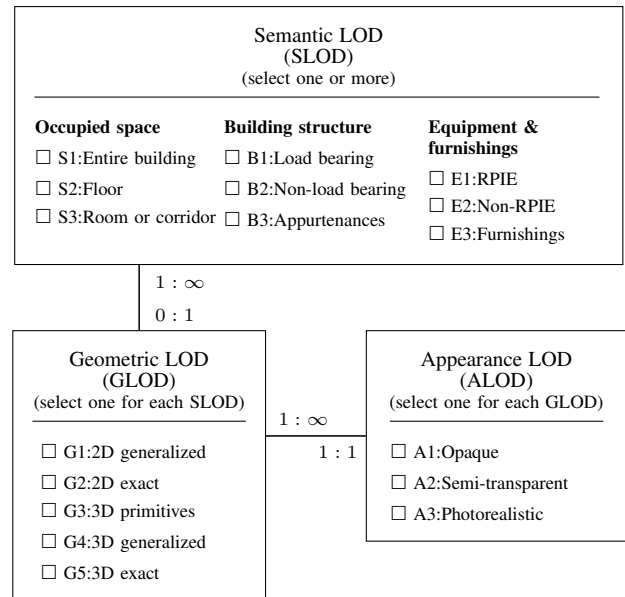 Semantic LOD
(SLOD)
(select one or more)
Occupied space
☐ S1:Entire building
☐ S2:Floor
☐ S3:Room or corridor
Building structure
☐ B1:Load bearing
☐ B2:Non-load bearing
☐ B3:Appurtenances
Equipment &
furnishings
☐ E1:RPIE
☐ E2:Non-RPIE
☐ E3:Furnishings
1 : ∞
0 : 1
Geometric LOD
(GLOD)
(select one for each SLOD)
☐ G1:2D generalized
☐ G2:2D exact
☐ G3:3D primitives
☐ G4:3D generalized
☐ G5:3D exact
1 : ∞
1 : 1
Appearance LOD
(ALOD)
(select one for each GLOD)
☐ A1:Opaque
☐ A2:Semi-transparent
☐ A3:Photorealistic